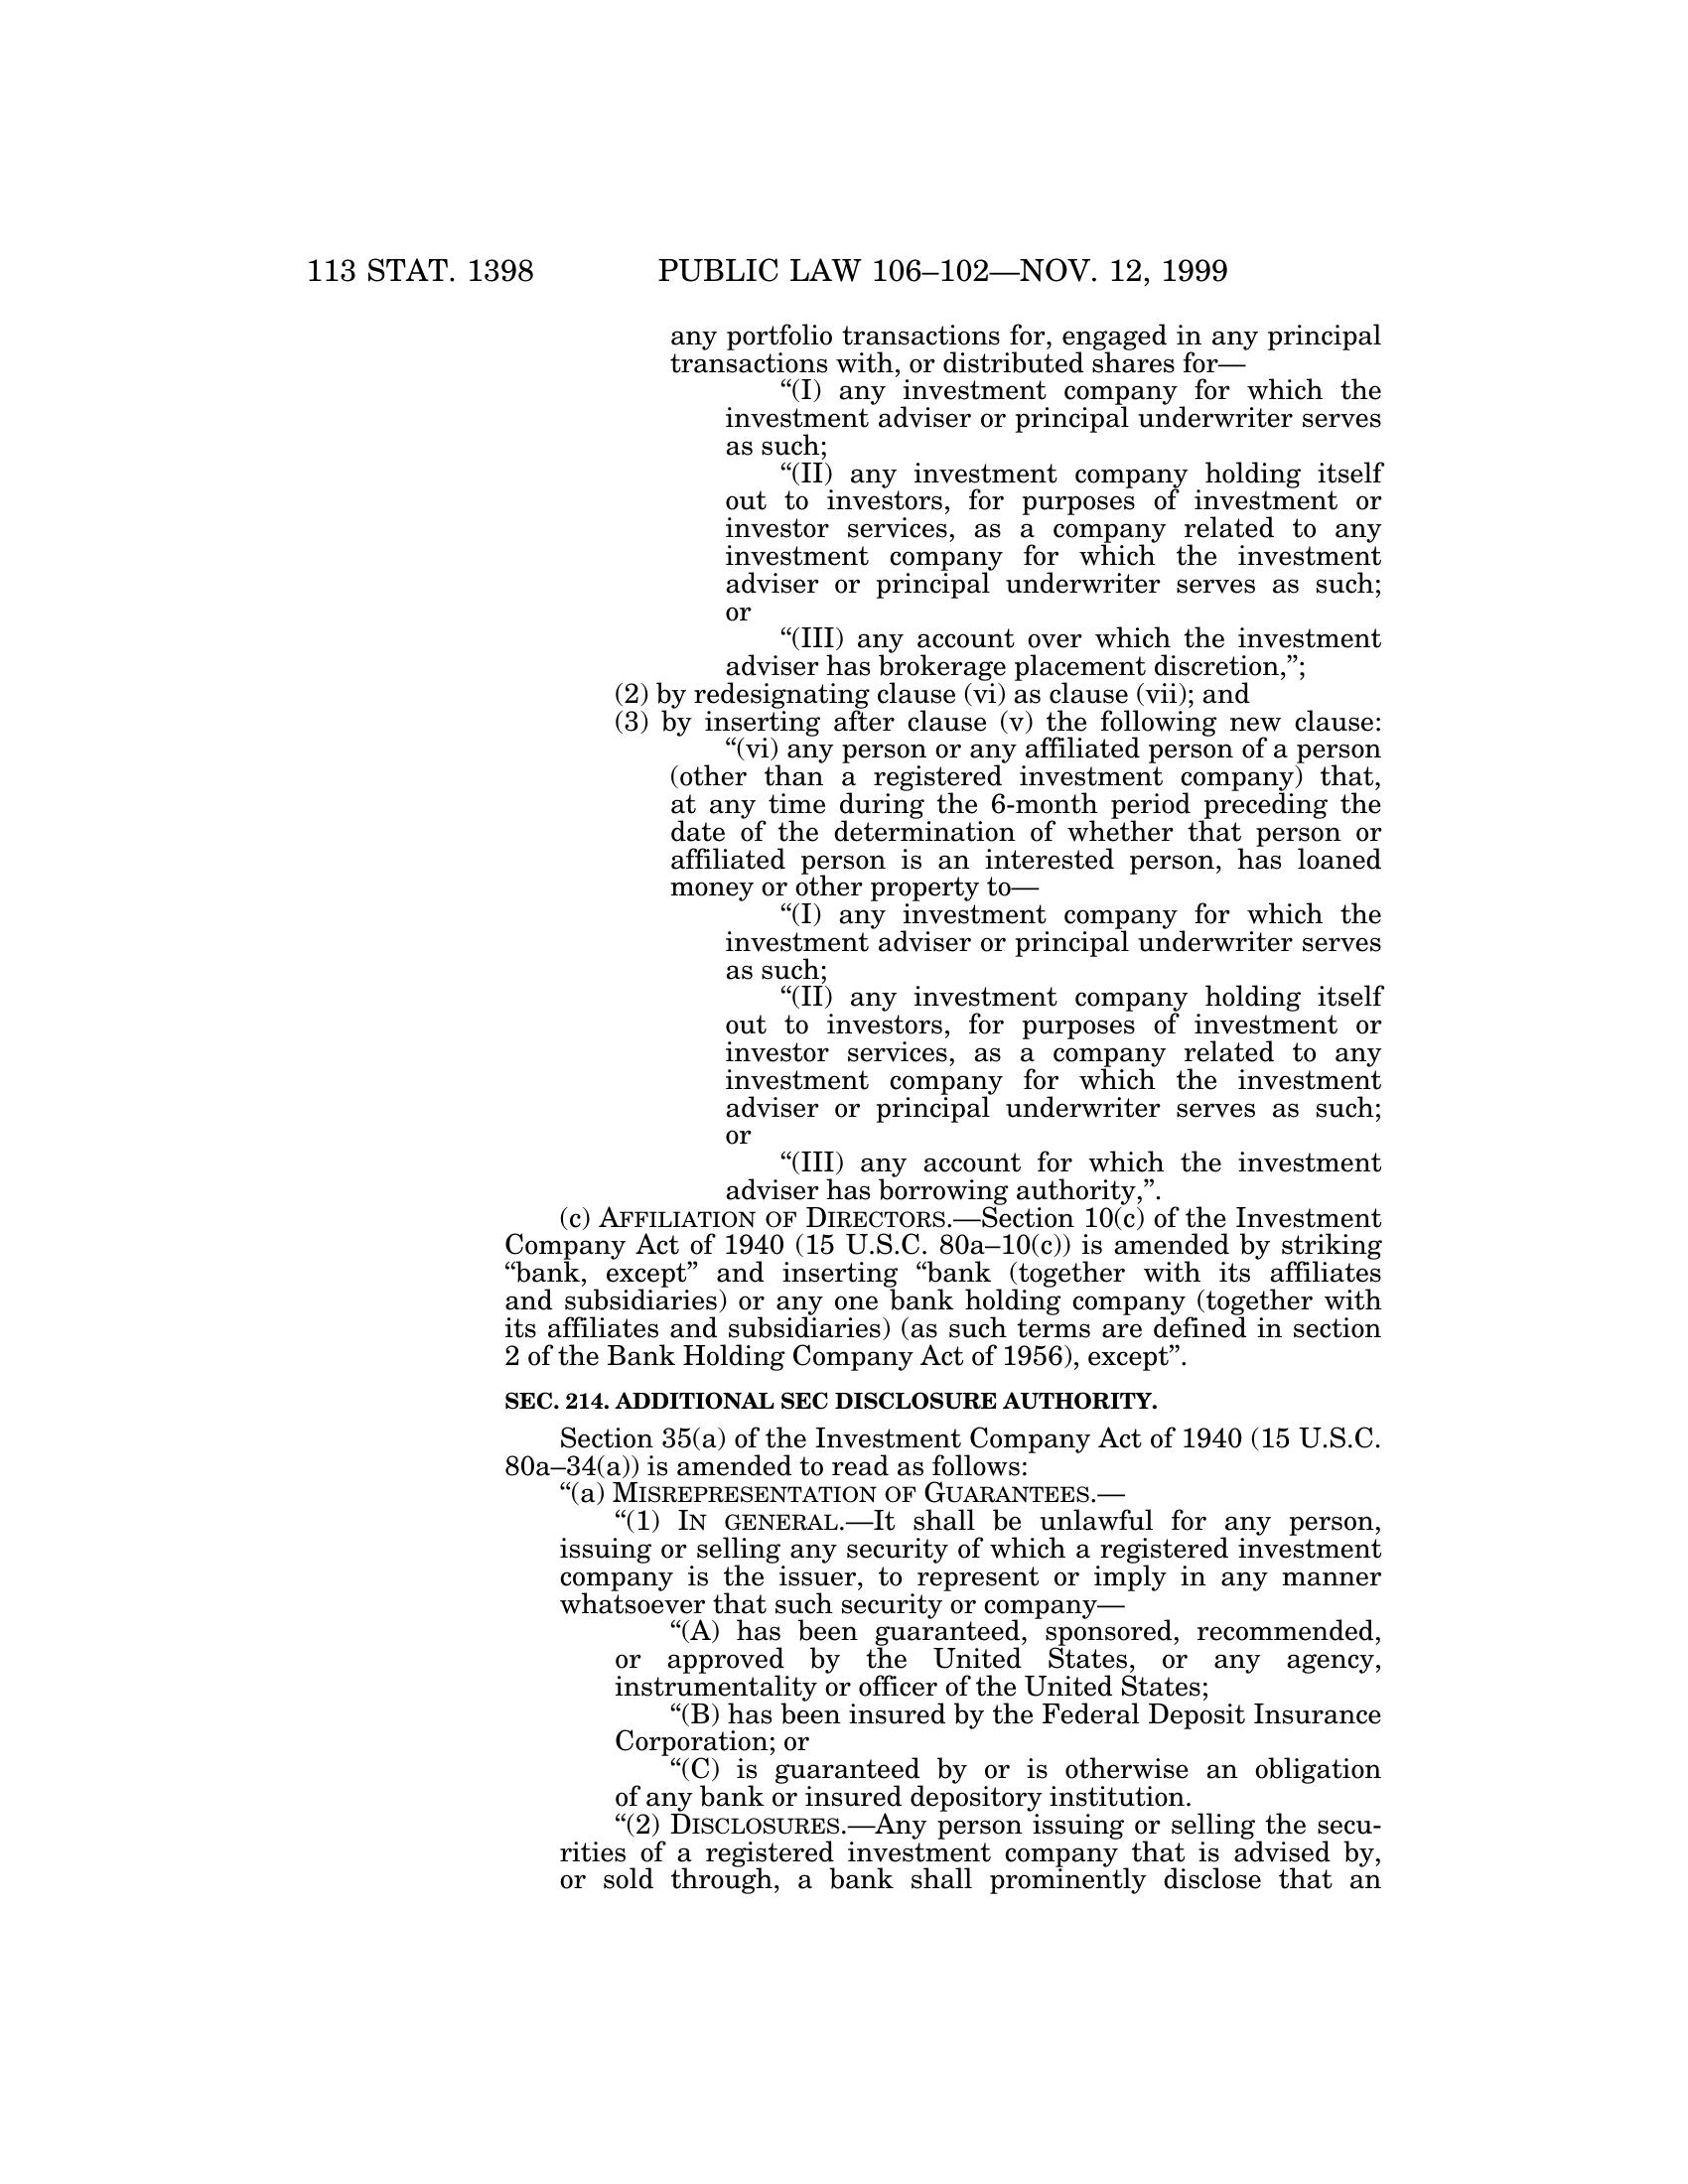 113 STAT. 1398 PUBLIC LAW 106–102—NOV. 12, 1999
any portfolio transactions for, engaged in any principal
transactions with, or distributed shares for—
“(I) any investment company for which the
investment adviser or principal underwriter serves
as such;
“(II) any investment company holding itself
out to investors, for purposes of investment or
investor services, as a company related to any
investment company for which the investment
adviser or principal underwriter serves as such;
or
“(III) any account over which the investment
adviser has brokerage placement discretion,”;
(2) by redesignating clause (vi) as clause (vii); and
(3) by inserting after clause (v) the following new clause:
“(vi) any person or any affiliated person of a person
(other than a registered investment company) that,
at any time during the 6-month period preceding the
date of the determination of whether that person or
affiliated person is an interested person, has loaned
money or other property to—
“(I) any investment company for which the
investment adviser or principal underwriter serves
as such;
“(II) any investment company holding itself
out to investors, for purposes of investment or
investor services, as a company related to any
investment company for which the investment
adviser or principal underwriter serves as such;
or
“(III) any account for which the investment
adviser has borrowing authority,”.
(c) AFFILIATION OF DIRECTORS.—Section 10(c) of the Investment
Company Act of 1940 (15 U.S.C. 80a–10(c)) is amended by striking
“bank, except” and inserting “bank (together with its affiliates
and subsidiaries) or any one bank holding company (together with
its affiliates and subsidiaries) (as such terms are defined in section
2 of the Bank Holding Company Act of 1956), except”.
SEC. 214. ADDITIONAL SEC DISCLOSURE AUTHORITY.
Section 35(a) of the Investment Company Act of 1940 (15 U.S.C.
80a–34(a)) is amended to read as follows:
“(a) MISREPRESENTATION OF GUARANTEES.—
“(1) IN GENERAL.—It shall be unlawful for any person,
issuing or selling any security of which a registered investment
company is the issuer, to represent or imply in any manner
whatsoever that such security or company—
“(A) has been guaranteed, sponsored, recommended,
or approved by the United States, or any agency,
instrumentality or officer of the United States;
“(B) has been insured by the Federal Deposit Insurance
Corporation; or
“(C) is guaranteed by or is otherwise an obligation
of any bank or insured depository institution.
“(2) DISCLOSURES.—Any person issuing or selling the secu-
rities of a registered investment company that is advised by,
or sold through, a bank shall prominently disclose that an